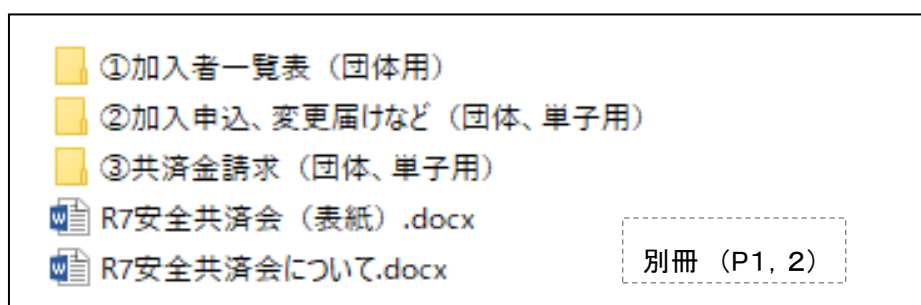 ①加入者一覧表（団体用）
②加入申込、変更届けなど（団体、単子用）
③共済金請求（団体、単子用）
R7安全共済会（表紙）.docx
R7安全共済会について.docx
別冊（P1，2）